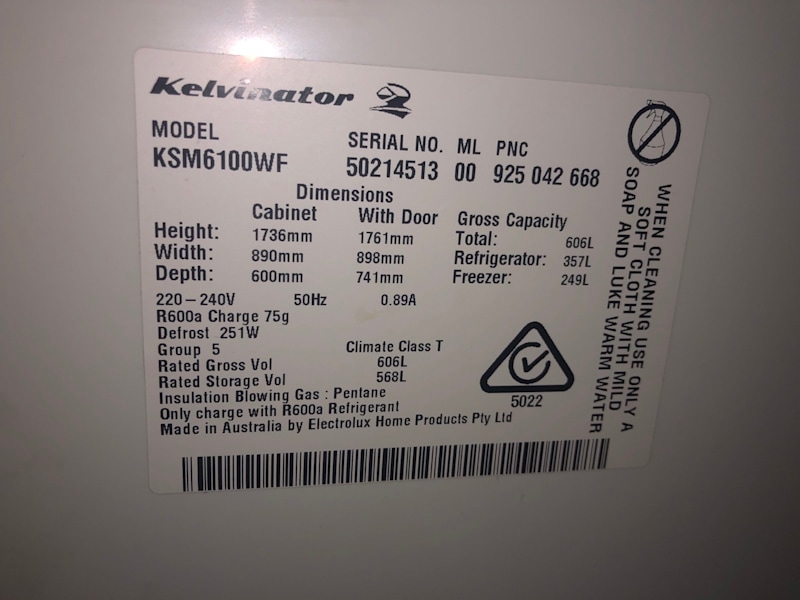 Kelvinator
MODEL SERIAL NO. ML PNC
KSM6100WF 50214513 00 925 042 668
Dimensions
Cabinet With Door Gross Capacity
Height: 1736mm 1761mm Total: 606L
Width: 890mm 898mm Refrigerator: 357L
Depth: 600mm 741mm Freezer: 249L
220-240V 50Hz 0.89A
R600a Charge 75g
Defrost 251W
Group 5 Climate Class T
Rated Gross Vol 606L
Rated Storage Vol 568L
Insulation Blowing Gas : Pentane
Only charge with R600a Refrigerant
Made in Australia by Electrolux Home Products Pty Ltd
5022
WHEN CLEANING USE ONLY A
SOFT CLOTH WITH MILD
SOAP AND LUKE WARM WATER